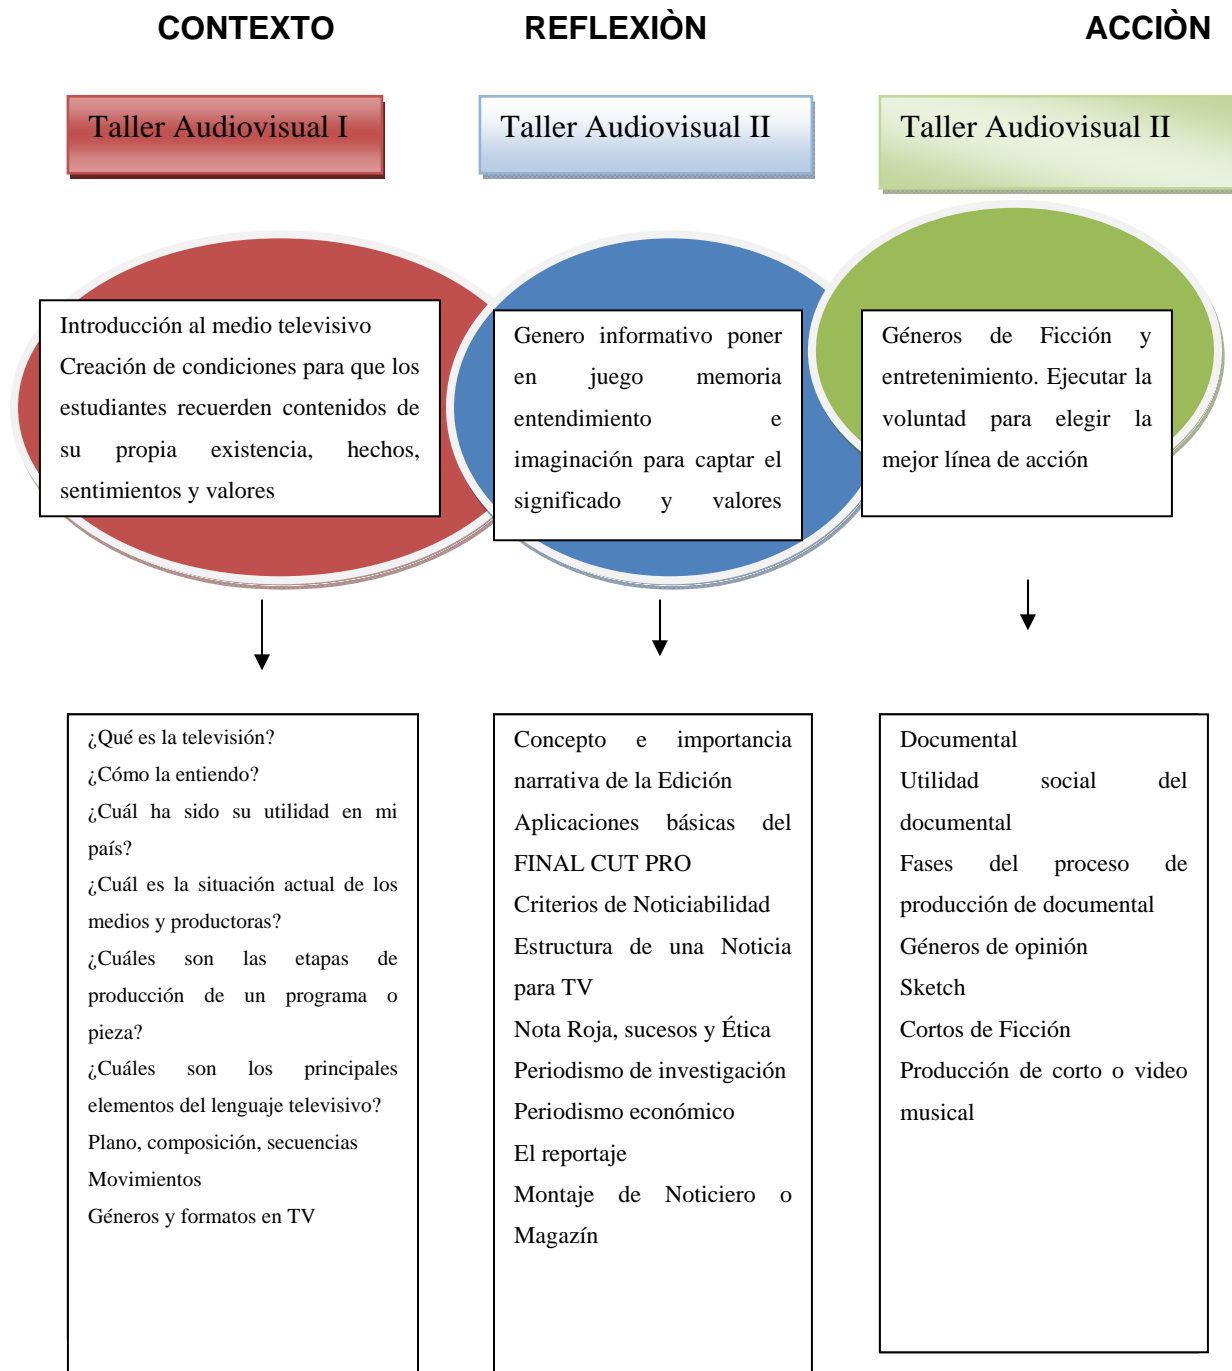 CONTEXTO
REFLEXIÒN
ACCIÒN
Taller Audiovisual I
Taller Audiovisual II
Taller Audiovisual II
Introducción al medio televisivo
Creación de condiciones para que los
estudiantes recuerden contenidos de
su propia existencia, hechos,
sentimientos y valores
Genero informativo poner
en juego memoria
entendimiento e
imaginación para captar el
significado y valores
Géneros de Ficción y
entretenimiento. Ejecutar la
voluntad para elegir la
mejor línea de acción
¿Qué es la televisión?
¿Cómo la entiendo?
¿Cuál ha sido su utilidad en mi
país?
¿Cuál es la situación actual de los
medios y productoras?
¿Cuáles son las etapas de
producción de un programa o
pieza?
¿Cuáles son los principales
elementos del lenguaje televisivo?
Plano, composición, secuencias
Movimientos
Géneros y formatos en TV
Concepto e importancia
narrativa de la Edición
Aplicaciones básicas del
FINAL CUT PRO
Criterios de Noticiabilidad
Estructura de una Noticia
para TV
Nota Roja, sucesos y Ética
Periodismo de investigación
Periodismo económico
El reportaje
Montaje de Noticiero o
Magazín
Documental
Utilidad social del
documental
Fases del proceso de
producción de documental
Géneros de opinión
Sketch
Cortos de Ficción
Producción de corto o video
musical